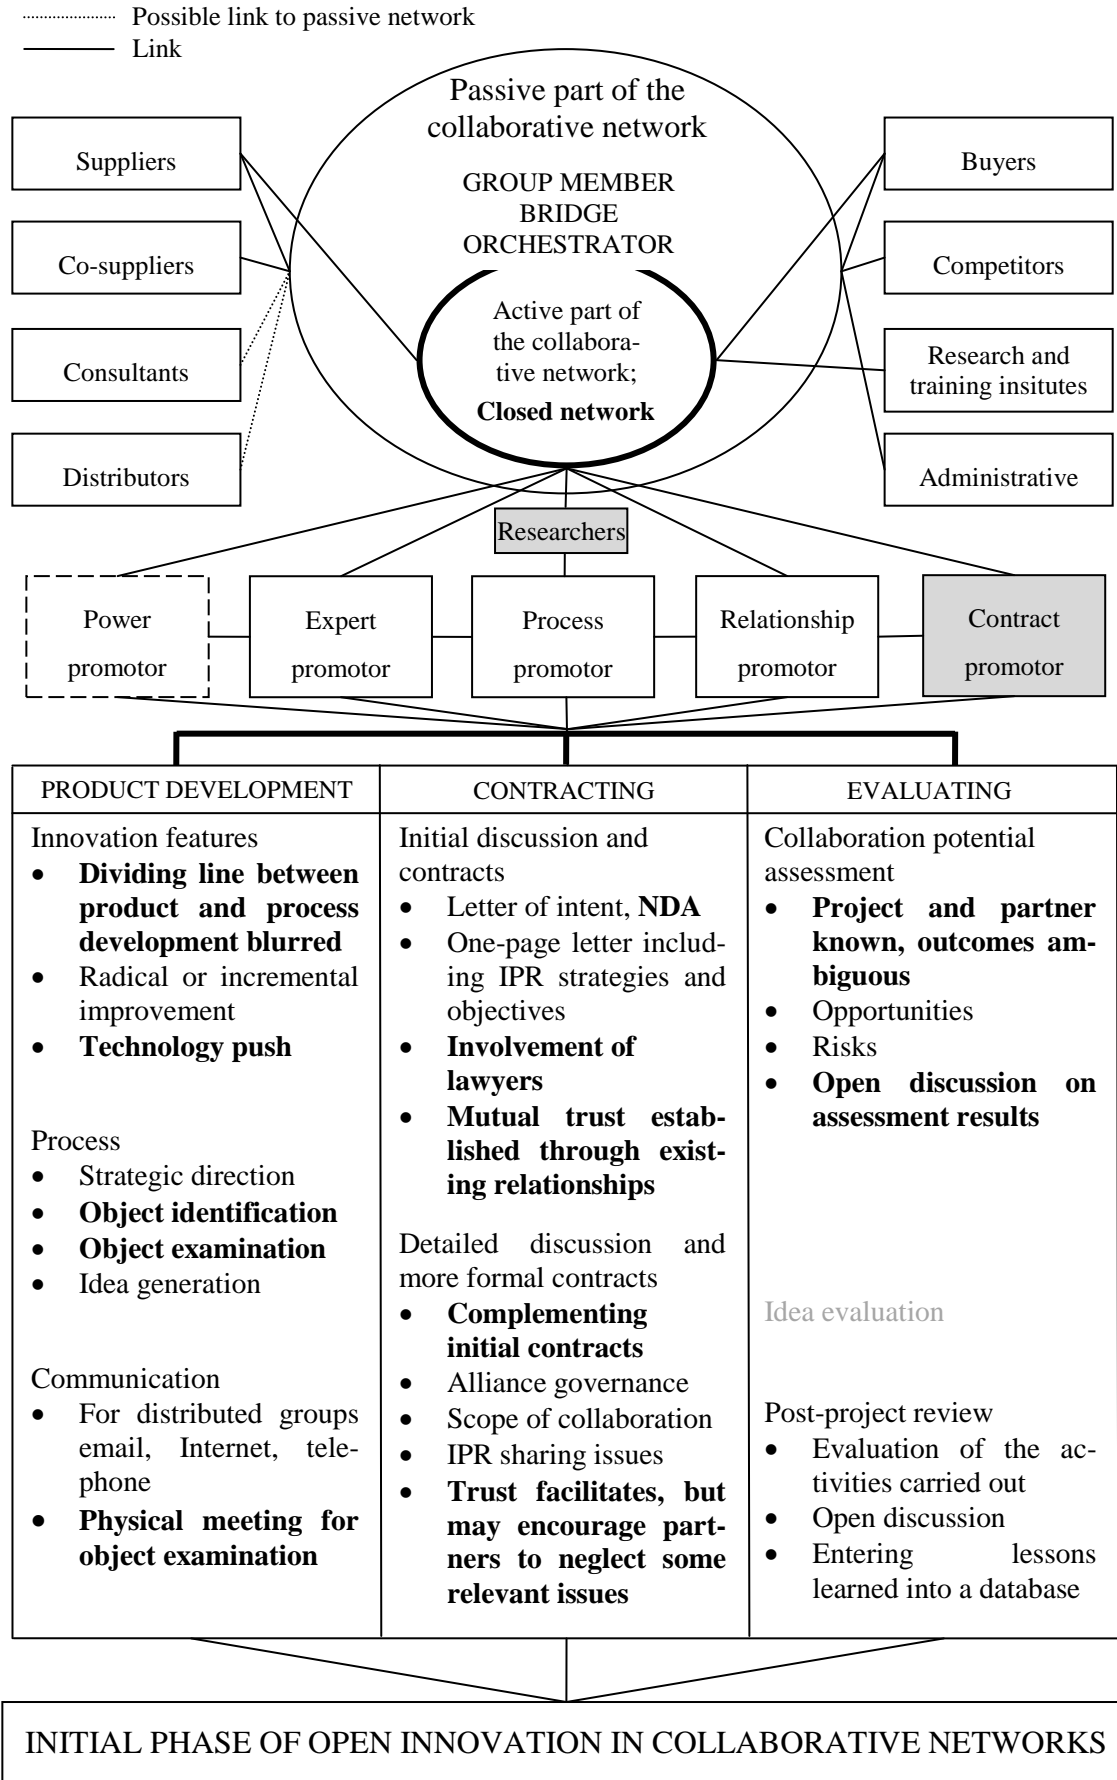 Possible link to passive network
Link
Passive part of the
collaborative network
GROUP MEMBER
BRIDGE
ORCHESTRATOR
Active part of
the collabora-
tive network;
Closed network
Suppliers
Co-suppliers
Consultants
Distributors
Buyers
Competitors
Research and
training insitutes
Administrative
Researchers
Power
promotor
Expert
promotor
Process
promotor
Relationship
promotor
Contract
promotor
PRODUCT DEVELOPMENT
Innovation features
• Dividing line between
product and process
development blurred
• Radical or incremental
improvement
• Technology push
Process
• Strategic direction
• Object identification
• Object examination
• Idea generation
Communication
• For distributed groups
email, Internet, tele-
phone
• Physical meeting for
object examination
CONTRACTING
Initial discussion and
contracts
• Letter of intent, NDA
• One-page letter includ-
ing IPR strategies and
objectives
• Involvement of
lawyers
• Mutual trust estab-
lished through exist-
ing relationships
Detailed discussion and
more formal contracts
• Complementing
initial contracts
• Alliance governance
• Scope of collaboration
• IPR sharing issues
• Trust facilitates, but
may encourage part-
ners to neglect some
relevant issues
EVALUATING
Collaboration potential
assessment
• Project and partner
known, outcomes am-
biguous
• Opportunities
• Risks
• Open discussion on
assessment results
Idea evaluation
Post-project review
• Evaluation of the ac-
tivities carried out
• Open discussion
• Entering lessons
learned into a database
INITIAL PHASE OF OPEN INNOVATION IN COLLABORATIVE NETWORKS